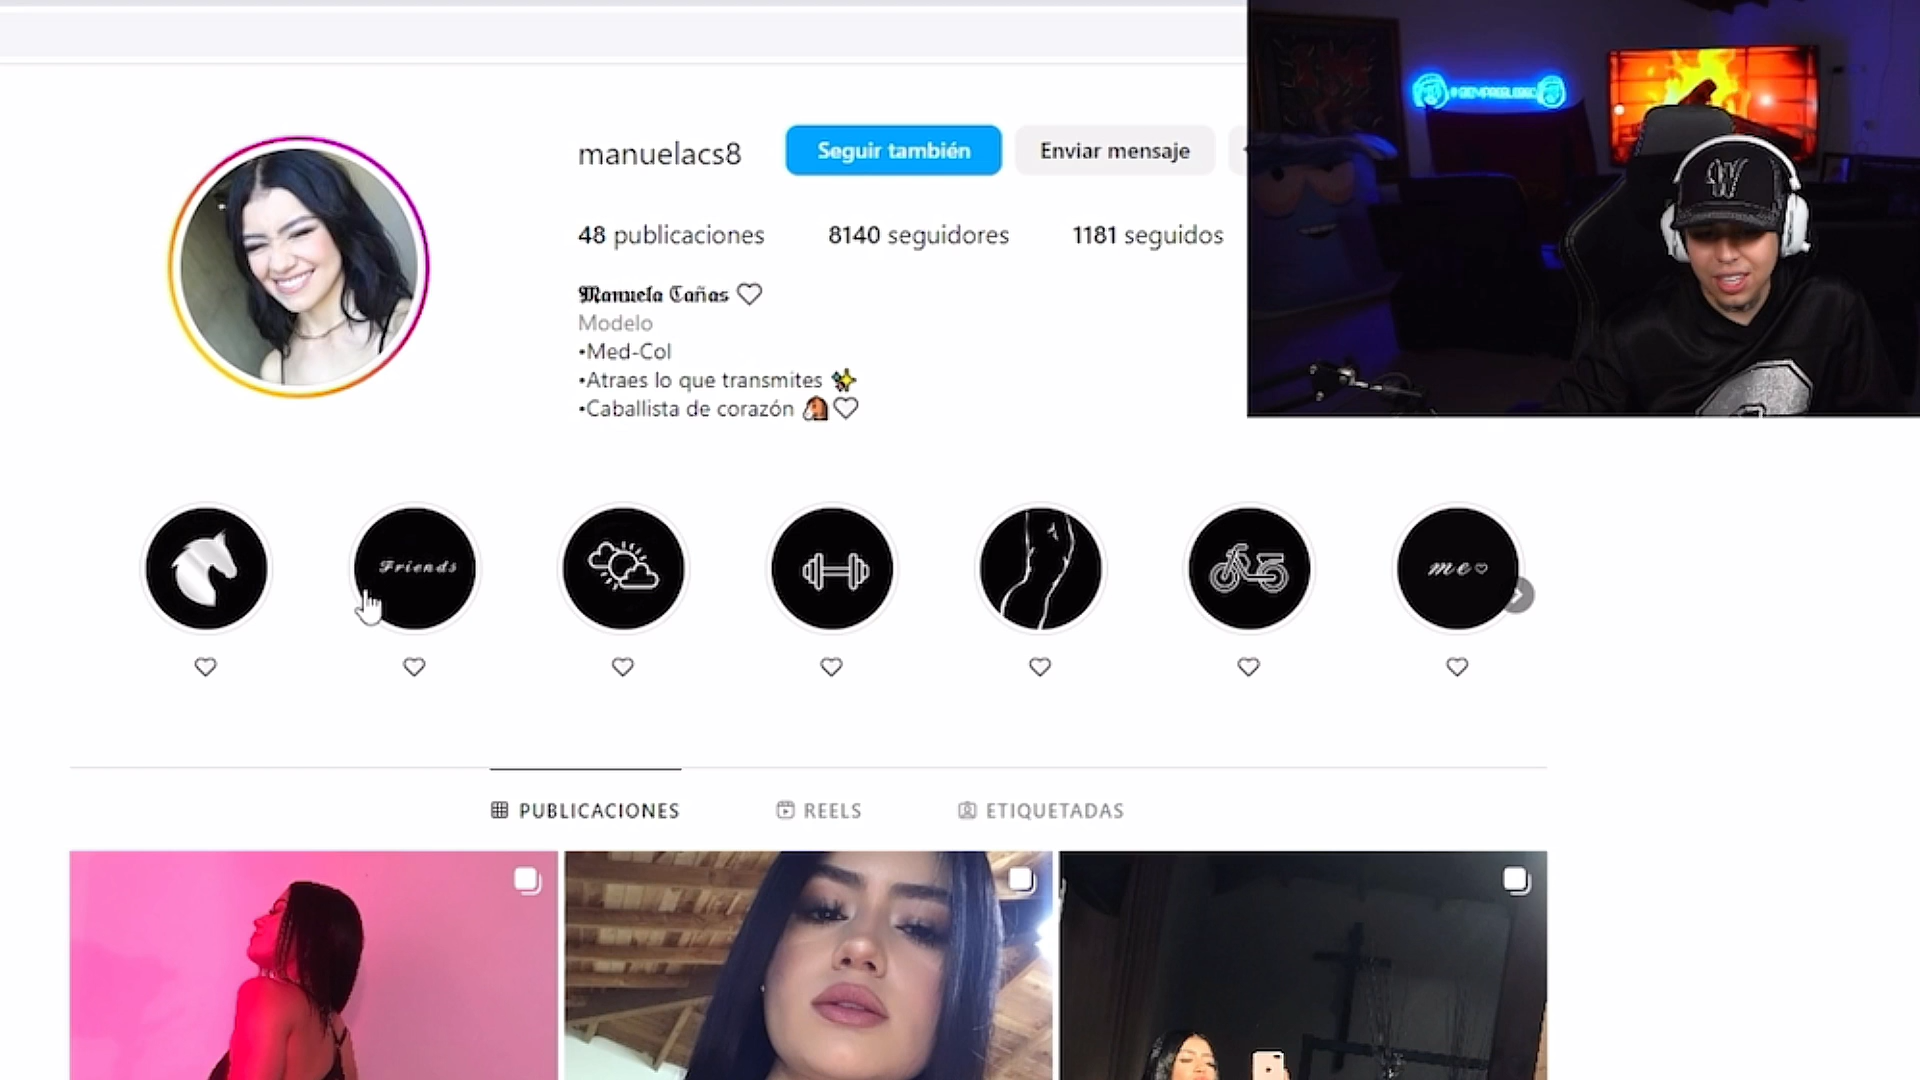 manuelacs8
Seguir también
Enviar mensaje
48 publicaciones
8140 seguidores
1181 seguidos
𝕸𝖆𝖓𝖚𝖊𝖑𝖆 𝕮𝖆ñ𝖆𝖘 ♡
Modelo
•Med-Col
•Atraes lo que transmites ✨
•Caballista de corazón 🐴♡
Friends
me♡
PUBLICACIONES
REELS
ETIQUETADAS